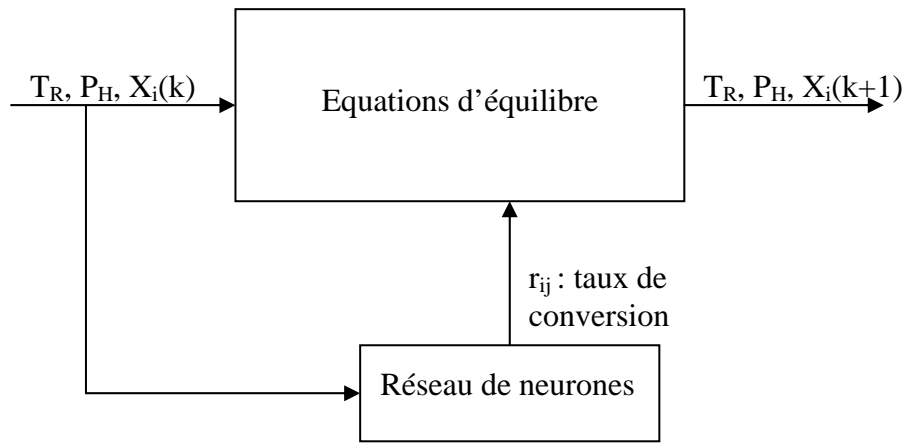 T_R, P_H, X_i(k)
Equations d'équilibre
T_R, P_H, X_i(k+1)
r_ij : taux de
conversion
Réseau de neurones